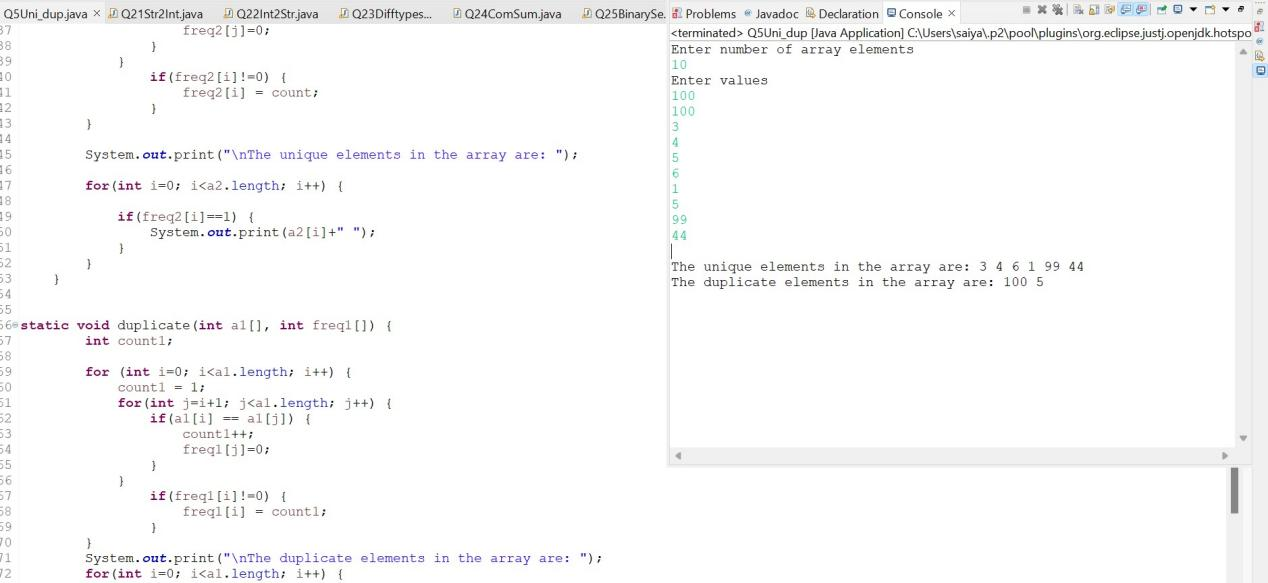 Q5Uni_dup.java × Q21Str2Int.java Q22Int2Str.java Q23Difftypes... Q24ComSum.java Q25BinarySe.
37 freq2[j]=0;
38 }
39 }
40 if(freq2[i]!=0) {
41 freq2[i] = count;
42 }
43 }
44
45 System.out.print("\nThe unique elements in the array are: ");
46
47 for(int i=0; i<a2.length; i++) {
48
49 if(freq2[i]==1) {
50 System.out.print(a2[i]+" ");
51 }
52 }
53 }
54
55
56 static void duplicate(int a1[], int freq1[]) {
57 int count1;
58
59 for (int i=0; i<a1.length; i++) {
60 count1 = 1;
61 for(int j=i+1; j<a1.length; j++) {
62 if(a1[i] == a1[j]) {
63 count1++;
64 freq1[j]=0;
65 }
66 }
67 if(freq1[i]!=0) {
68 freq1[i] = count1;
69 }
70 }
71 System.out.print("\nThe duplicate elements in the array are: ");
72 for(int i=0; i<a1.length; i++) {
Problems @ Javadoc Declaration Console ×
<terminated> Q5Uni_dup [Java Application] C:\Users\saiya\.p2\pool\plugins\org.eclipse.justj.openjdk.hotspo
Enter number of array elements
10
Enter values
100
100
3
4
5
6
1
5
99
44
The unique elements in the array are: 3 4 6 1 99 44
The duplicate elements in the array are: 100 5